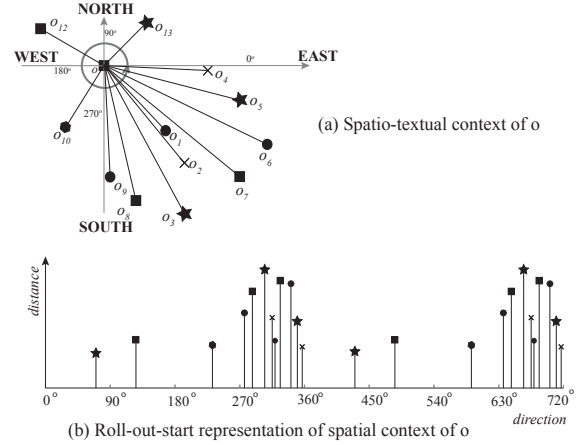 NORTH
o12
90°
o13
WEST
0°
EAST
180°
o
o4
o5
270°
(a) Spatio-textual context of o
o10
o1
o6
o2
o7
o9
o8
o3
SOUTH
distance
0° 90° 180° 270° 360° 450° 540° 630° 720°
direction
(b) Roll-out-start representation of spatial context of o